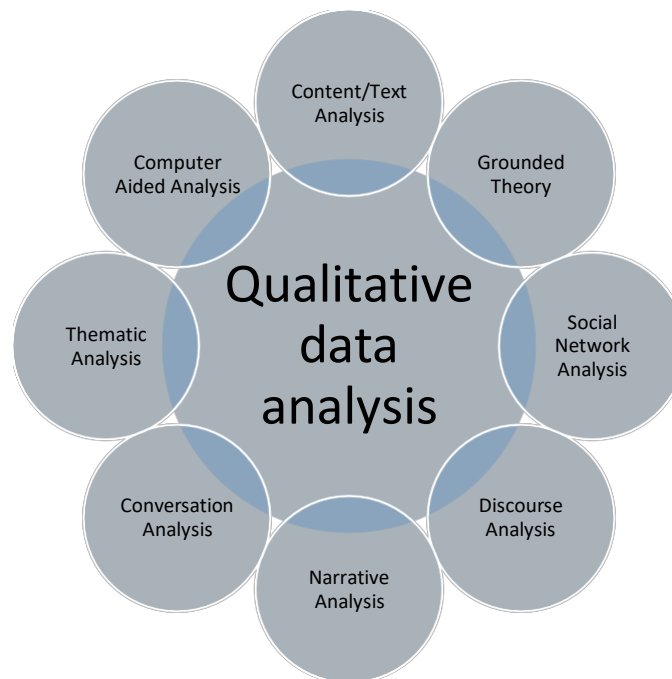 Content/Text
Analysis
Grounded
Theory
Social
Network
Analysis
Discourse
Analysis
Narrative
Analysis
Conversation
Analysis
Thematic
Analysis
Computer
Aided Analysis
Qualitative
data
analysis